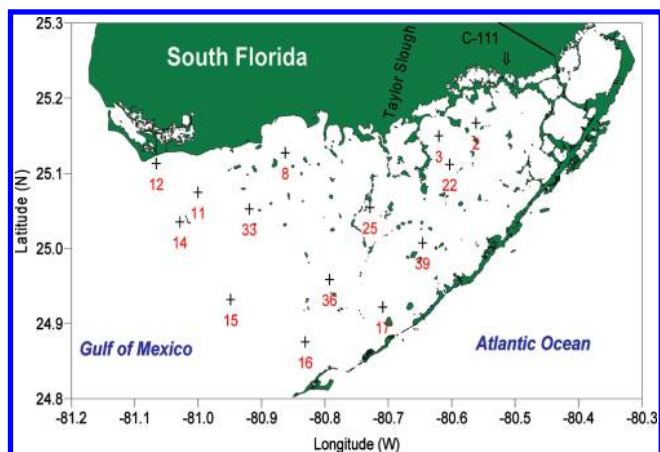 25.3
25.2
25.1
25.0
24.9
24.8
Latitude (N)
South Florida
Taylor Slough
C-111
⇓
2
3
22
8
12
11
14
33
25
39
36
15
17
16
Gulf of Mexico
Atlantic Ocean
-81.2 -81.0 -80.9 -80.8 -80.7 -80.6 -80.5 -80.4 -80.3
Longitude (W)